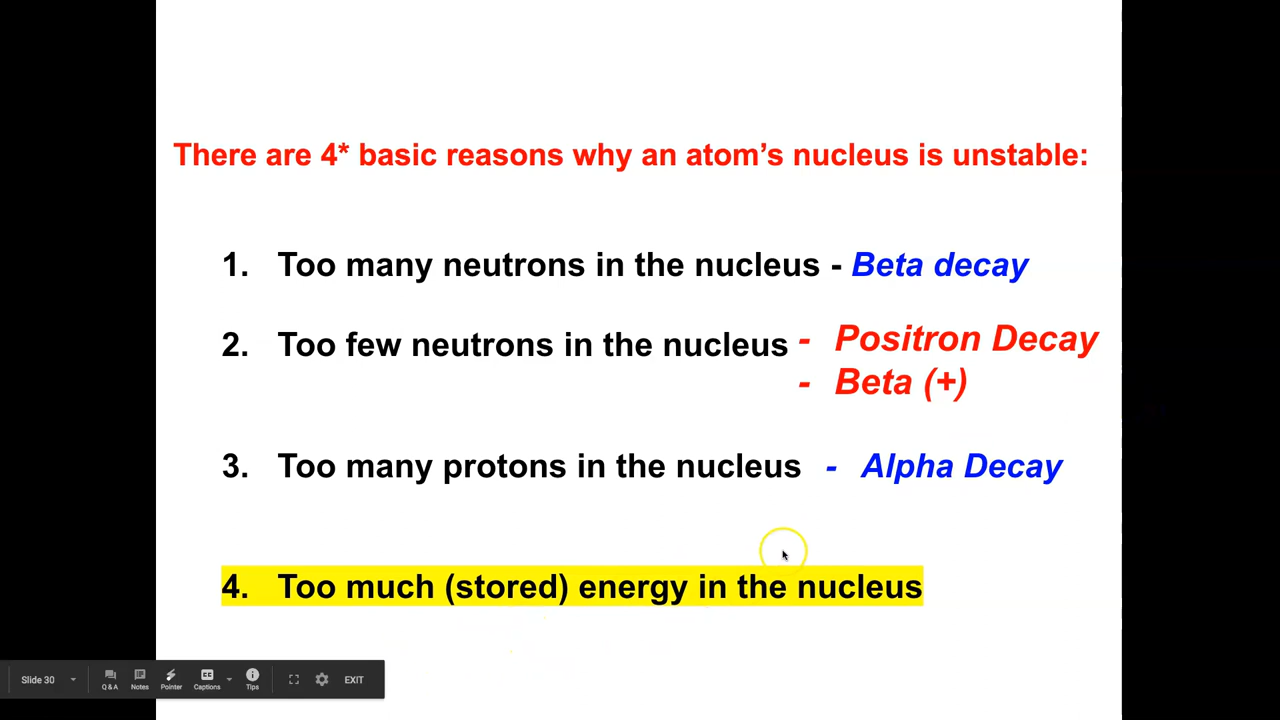 There are 4* basic reasons why an atom’s nucleus is unstable:
1. Too many neutrons in the nucleus - Beta decay
2. Too few neutrons in the nucleus - Positron Decay
- Beta (+)
3. Too many protons in the nucleus - Alpha Decay
4. Too much (stored) energy in the nucleus
Slide 30 Q&A Notes Pointer CC Captions Tips EXIT